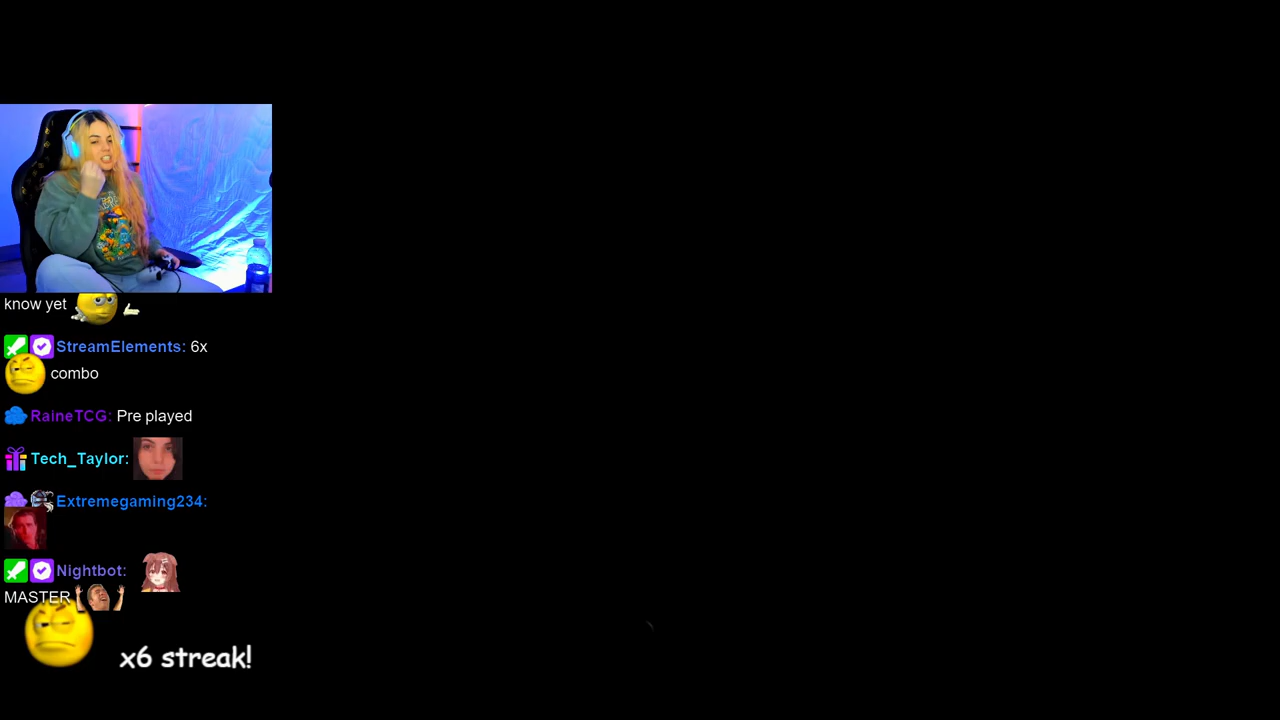 know yet
StreamElements: 6x
combo
RaineTCG: Pre played
Tech_Taylor:
Extremegaming234:
Nightbot:
MASTER
x6 streak!